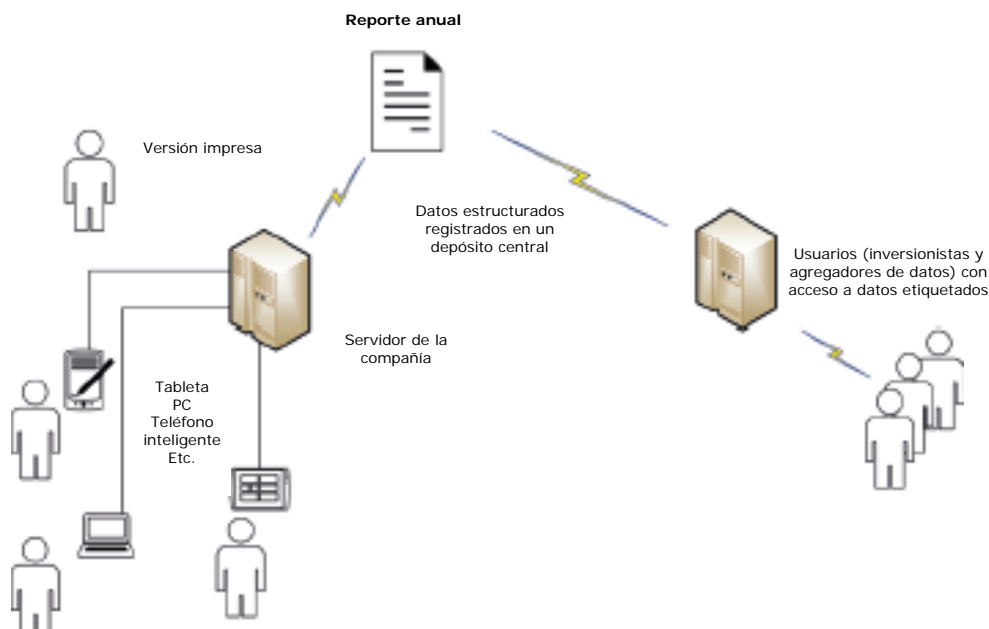 Reporte anual
Versión impresa
Datos estructurados
registrados en un
depósito central
Usuarios (inversionistas y
agregadores de datos) con
acceso a datos etiquetados
Servidor de la
compañía
Tableta
PC
Teléfono
inteligente
Etc.